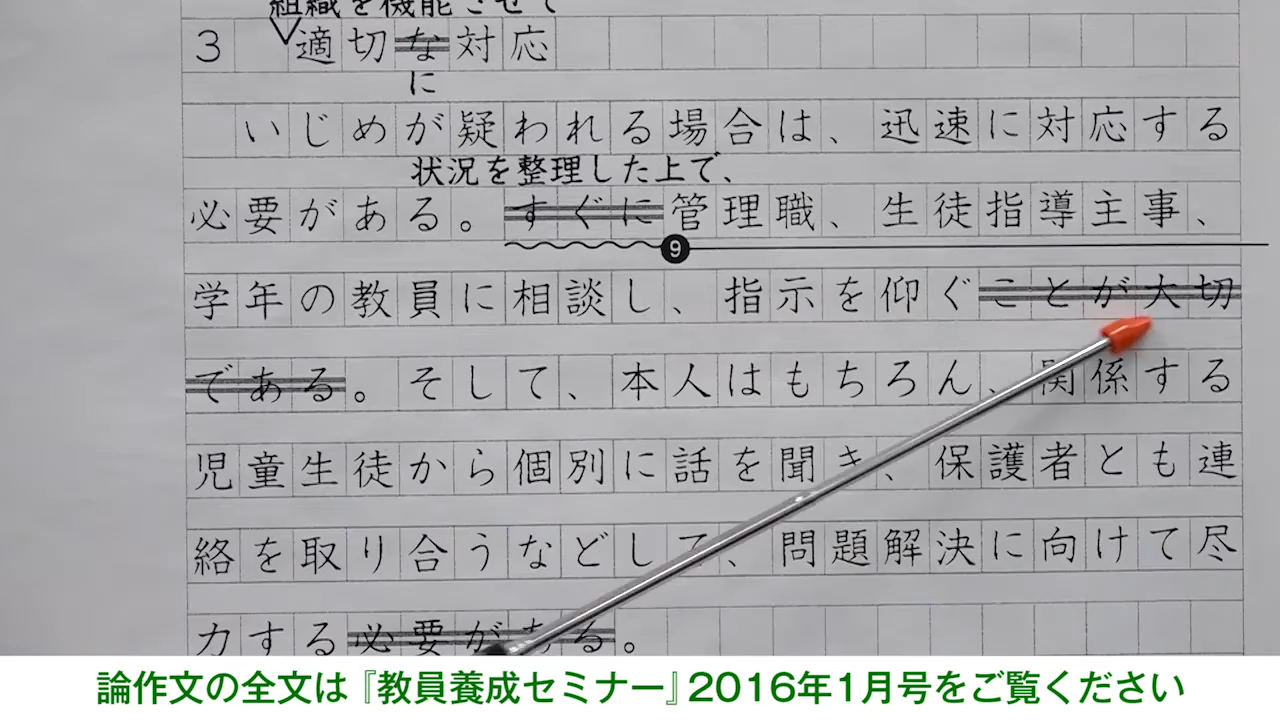 組織を機能させて
3 適切な対応
に
いじめが疑われる場合は、迅速に対応する
状況を整理した上で、
必要がある。すぐに管理職、生徒指導主事、
9
学年の教員に相談し、指示を仰ぐことが大切
である。そして、本人はもちろん、関係する
児童生徒から個別に話を聞き、保護者とも連
絡を取り合うなどして、問題解決に向けて尽
力する必要がある。
論作文の全文は『教員養成セミナー』2016年1月号をご覧ください